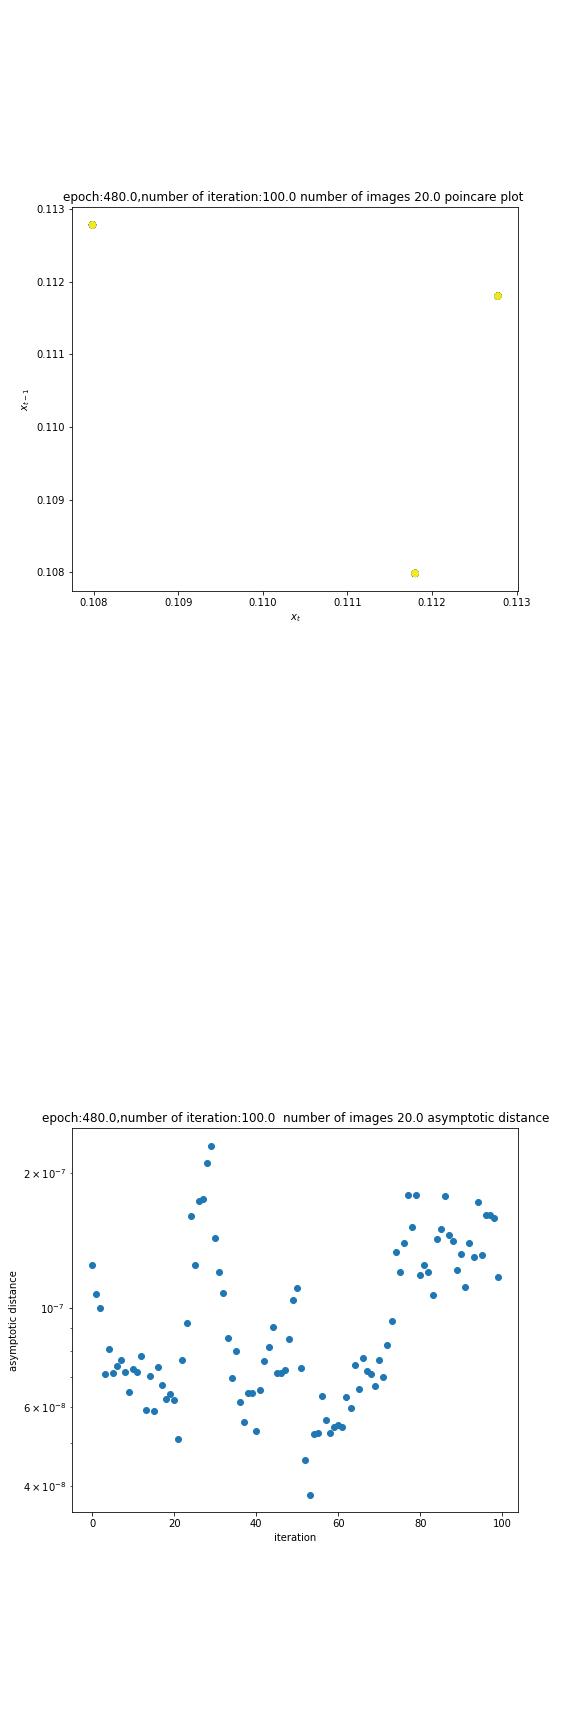 epoch:480.0,number of iteration:100.0 number of images 20.0 poincare plot
0.113
0.112
0.111
0.110
0.109
0.108
x_{t-1}
0.108 0.109 0.110 0.111 0.112 0.113
x_t
epoch:480.0,number of iteration:100.0  number of images 20.0 asymptotic distance
2×10⁻⁷
10⁻⁷
6×10⁻⁸
4×10⁻⁸
asymptotic distance
0 20 40 60 80 100
iteration